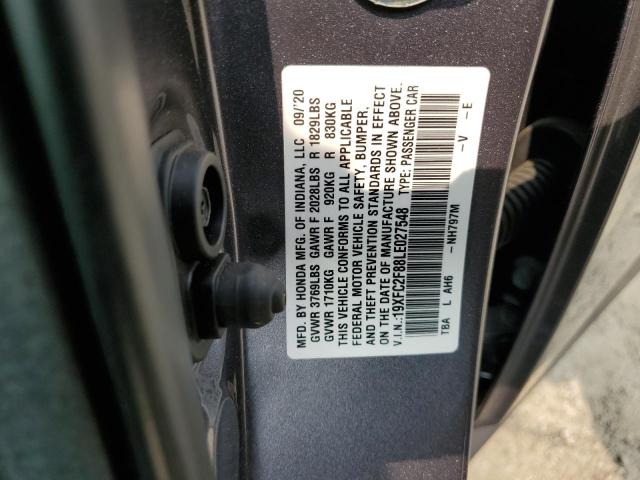 MFD. BY HONDA MFG. OF INDIANA, LLC 09/'20
GVWR 3769LBS GAWR F 2028LBS R 1829LBS
GVWR 1710KG GAWR F 920KG R 830KG
THIS VEHICLE CONFORMS TO ALL APPLICABLE
FEDERAL MOTOR VEHICLE SAFETY, BUMPER,
AND THEFT PREVENTION STANDARDS IN EFFECT
ON THE DATE OF MANUFACTURE SHOWN ABOVE.
V.I.N.:19XFC2F88LE027548 TYPE: PASSENGER CAR
TBA L AH6 -NH797M -V -E